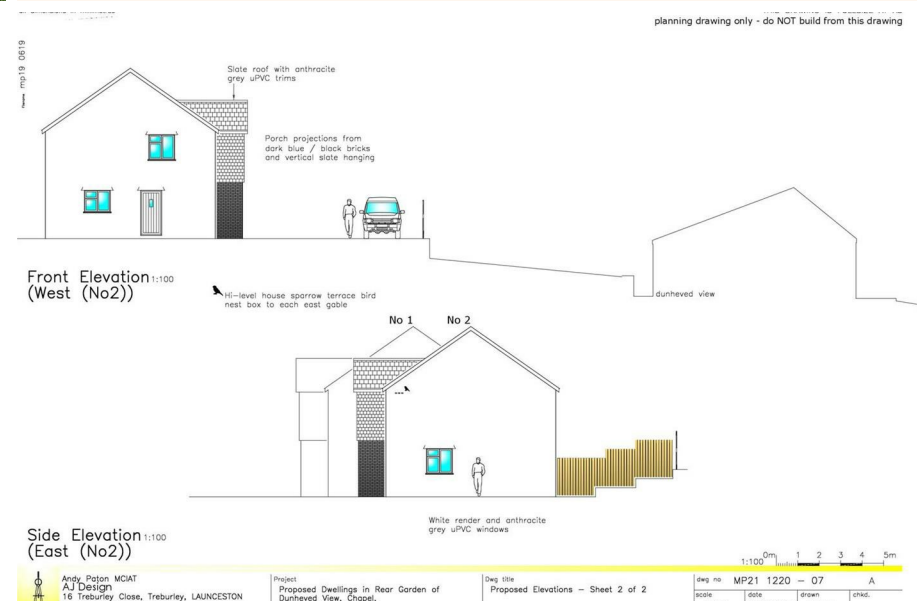 planning drawing only - do NOT build from this drawing
mp19 0619
Slate roof with anthracite
grey uPVC trims
Porch projections from
dark blue / black bricks
and vertical slate hanging
Front Elevation 1:100
(West (No2))
Hi-level house sparrow terrace bird
nest box to each east gable
dunheved view
No 1 No 2
White render and anthracite
grey uPVC windows
Side Elevation 1:100
(East (No2))
1:100 0m 1 2 3 4 5m
Andy Paton MCIAT
AJ Design
16 Treburley Close, Treburley, LAUNCESTON
Project
Proposed Dwellings in Rear Garden of
Dunheved View, Chapel,
Dwg title
Proposed Elevations - Sheet 2 of 2
dwg no MP21 1220 - 07 A
scale date drawn chkd.